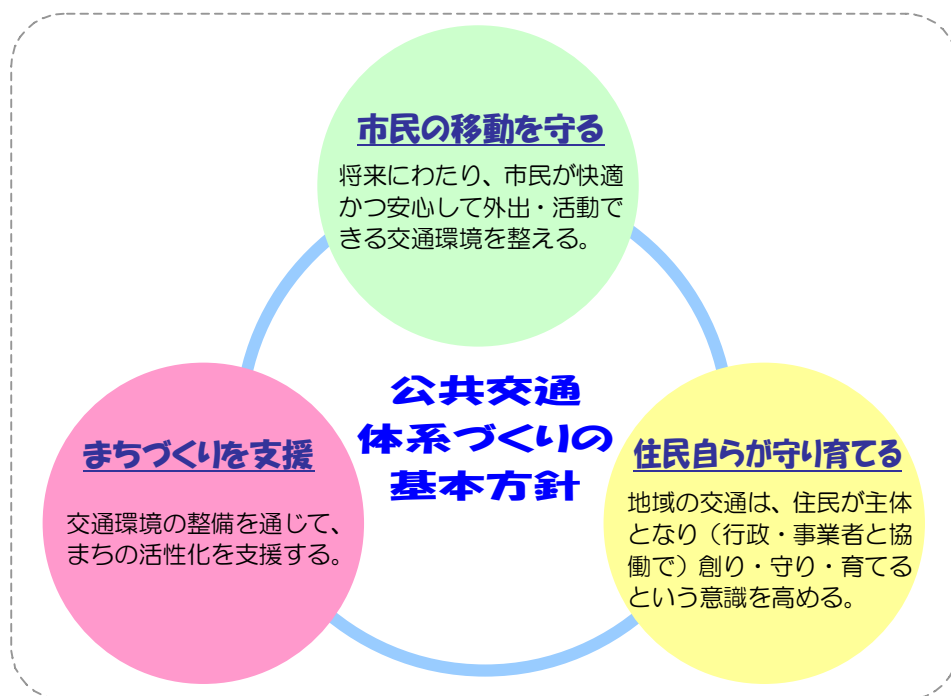 市民の移動を守る
将来にわたり、市民が快適
かつ安心して外出・活動で
きる交通環境を整える。
公共交通
体系づくりの
基本方針
まちづくりを支援
交通環境の整備を通じて、
まちの活性化を支援する。
住民自らが守り育てる
地域の交通は、住民が主体
となり（行政・事業者と協
働で）創り・守り・育てる
という意識を高める。